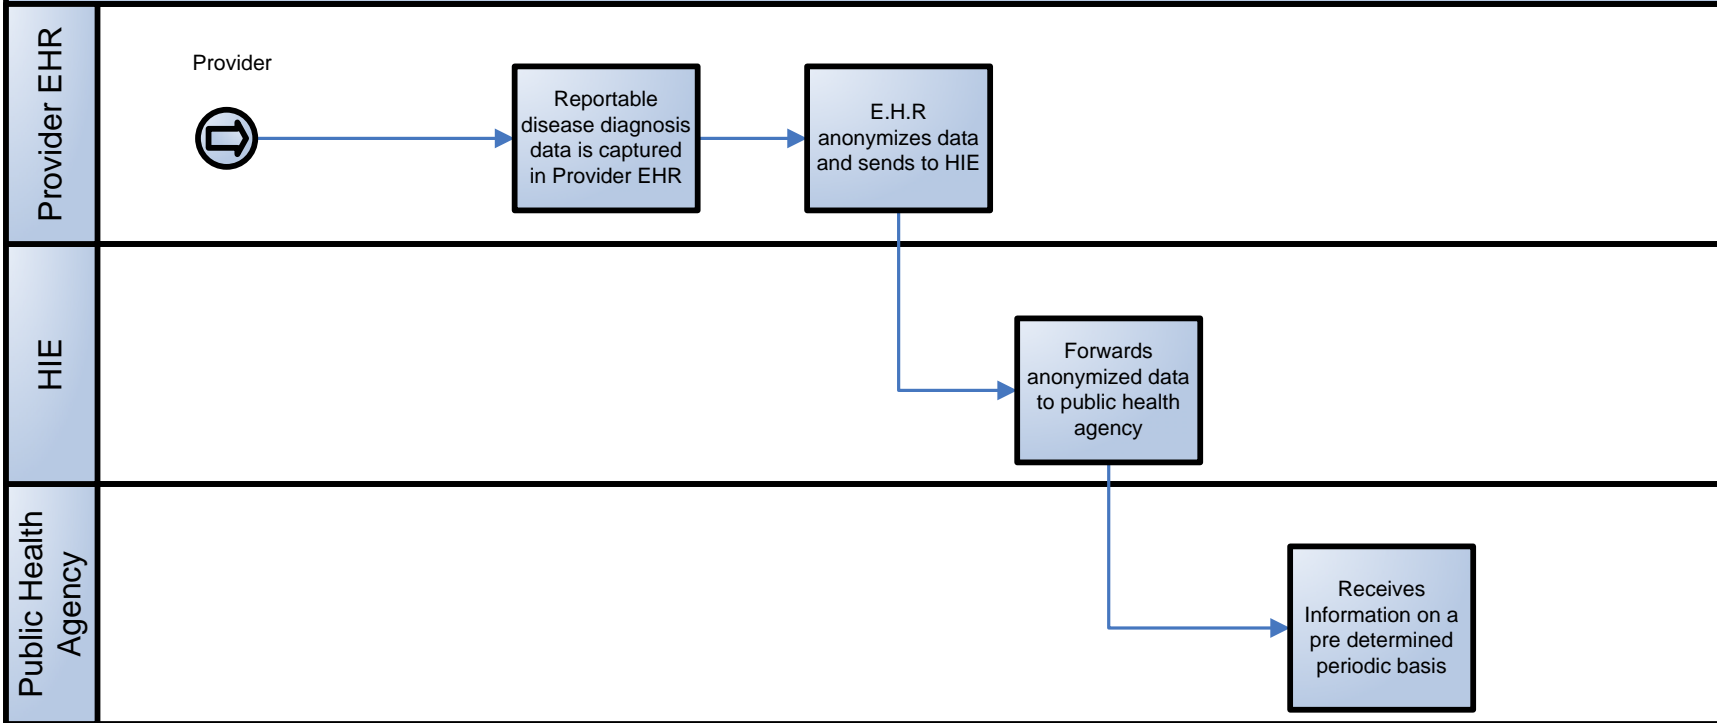 Provider EHR
Provider
Reportable
disease diagnosis
data is captured
in Provider EHR
E.H.R
anonymizes data
and sends to HIE
HIE
Forwards
anonymized data
to public health
agency
Public Health
Agency
Receives
Information on a
pre determined
periodic basis